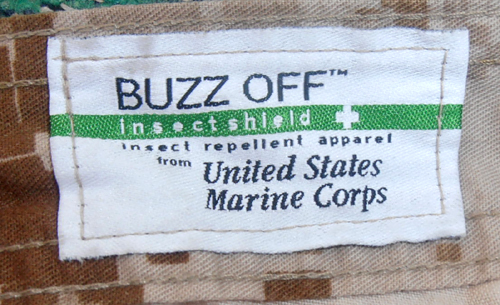 BUZZ OFF™
insectshield
insect repellent apparel
from United States
Marine Corps